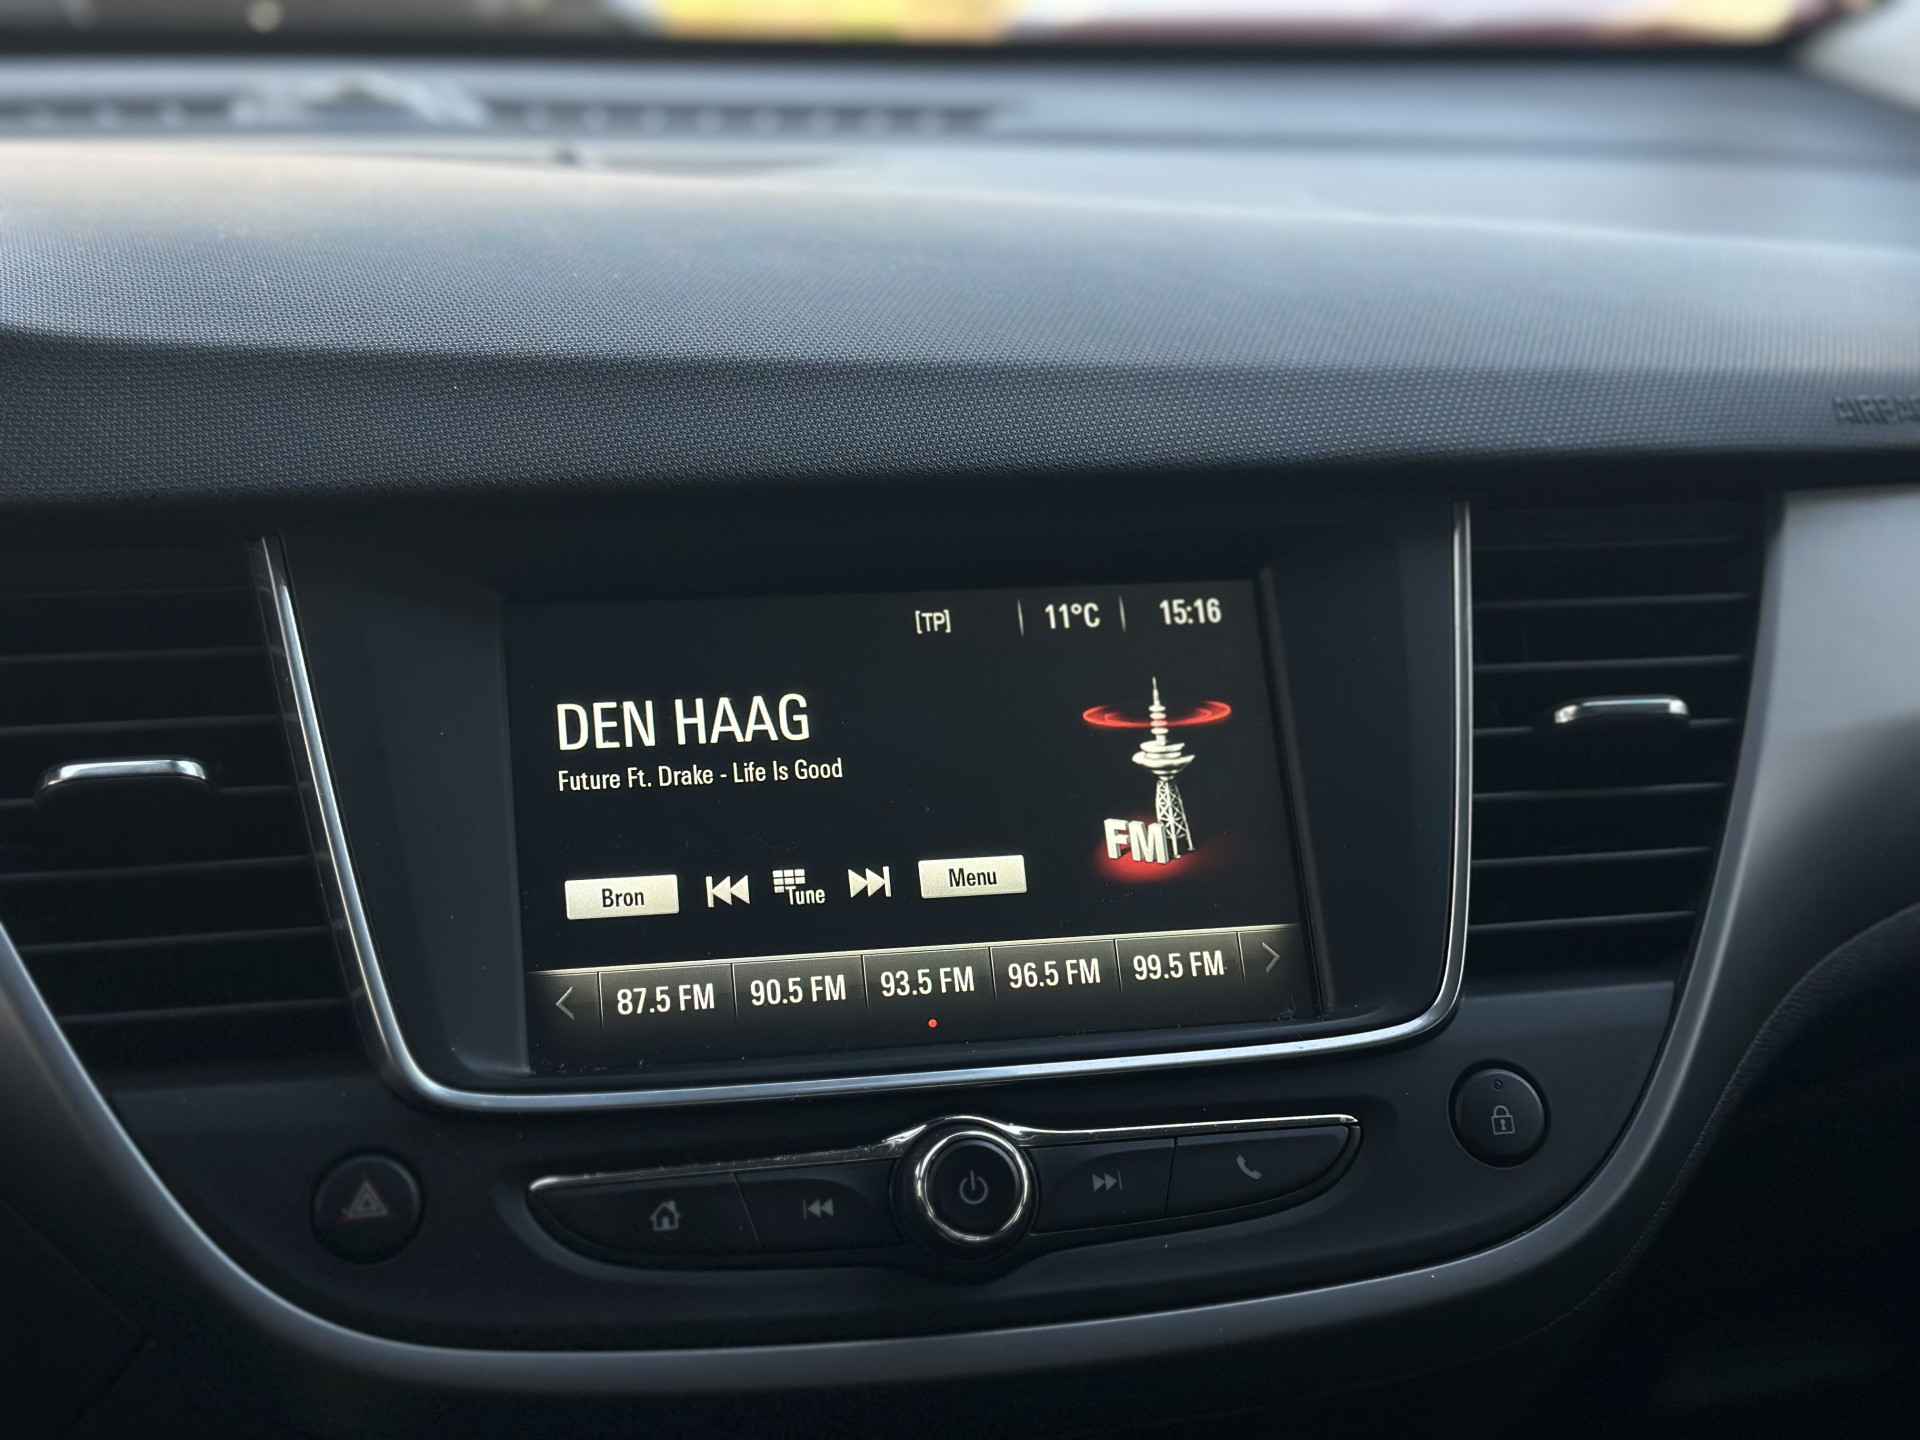 AIRBAG
[TP] 11°C 15:16
DEN HAAG
Future Ft. Drake - Life Is Good
FM
Bron Tune Menu
87.5 FM 90.5 FM 93.5 FM 96.5 FM 99.5 FM